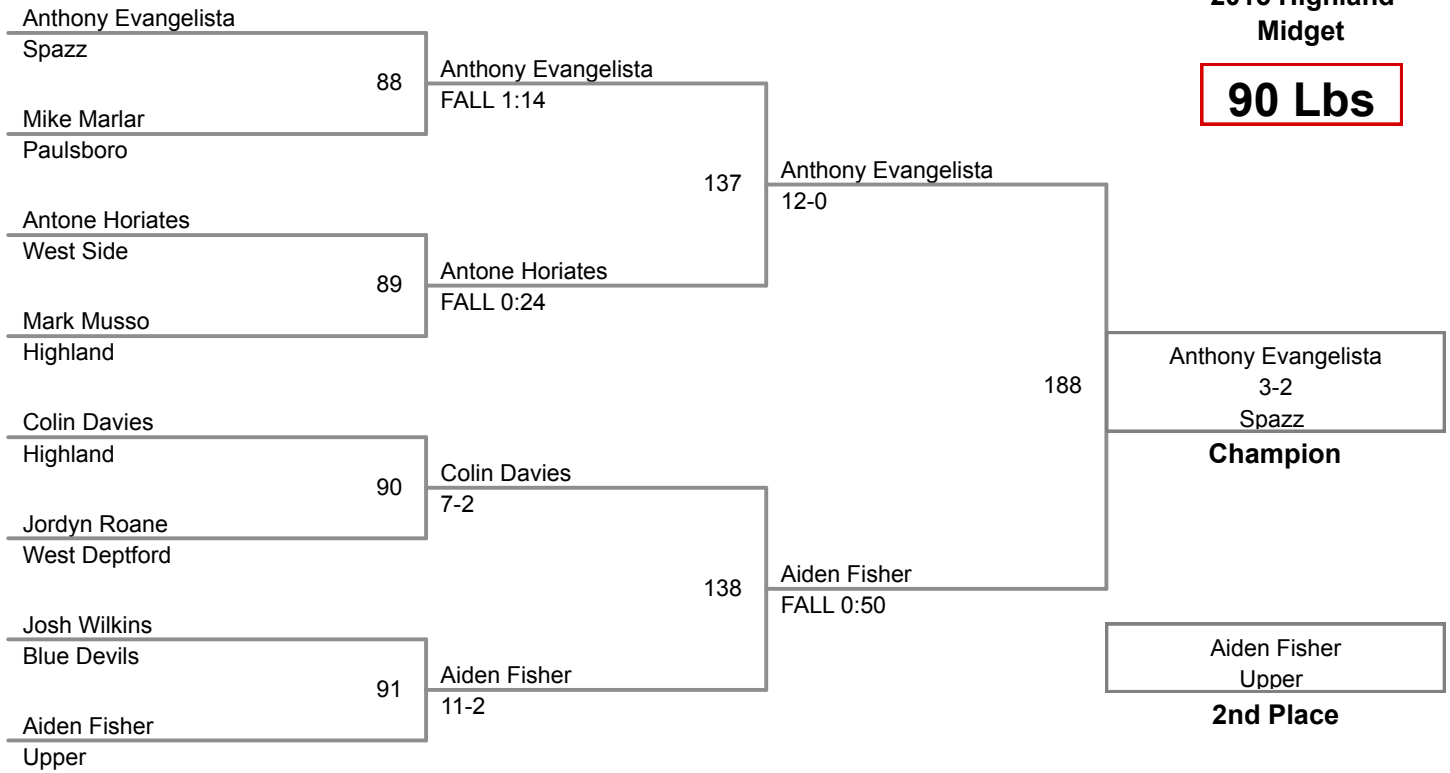 Highland
Midget
90 Lbs
Anthony Evangelista
Spazz
88
Mike Marlar
Paulsboro
Antone Horiates
West Side
89
Mark Musso
Highland
Colin Davies
Highland
90
Jordyn Roane
West Deptford
Josh Wilkins
Blue Devils
91
Aiden Fisher
Upper
Anthony Evangelista
FALL 1:14
137
Antone Horiates
FALL 0:24
Colin Davies
7-2
138
Aiden Fisher
11-2
Anthony Evangelista
12-0
188
Aiden Fisher
FALL 0:50
Anthony Evangelista
3-2
Spazz
Champion
Aiden Fisher
Upper
2nd Place